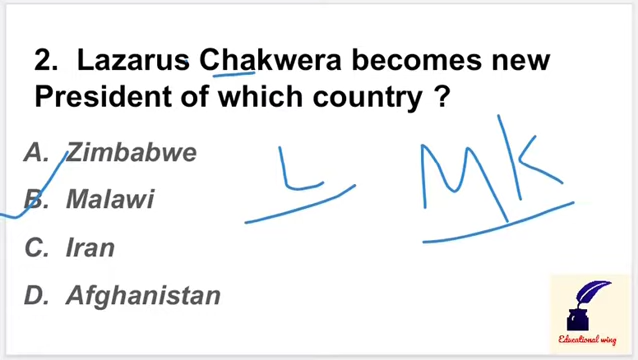 2. Lazarus Chakwera becomes new
President of which country ?
A. Zimbabwe
B. Malawi
C. Iran
D. Afghanistan
L MK
Educational wing